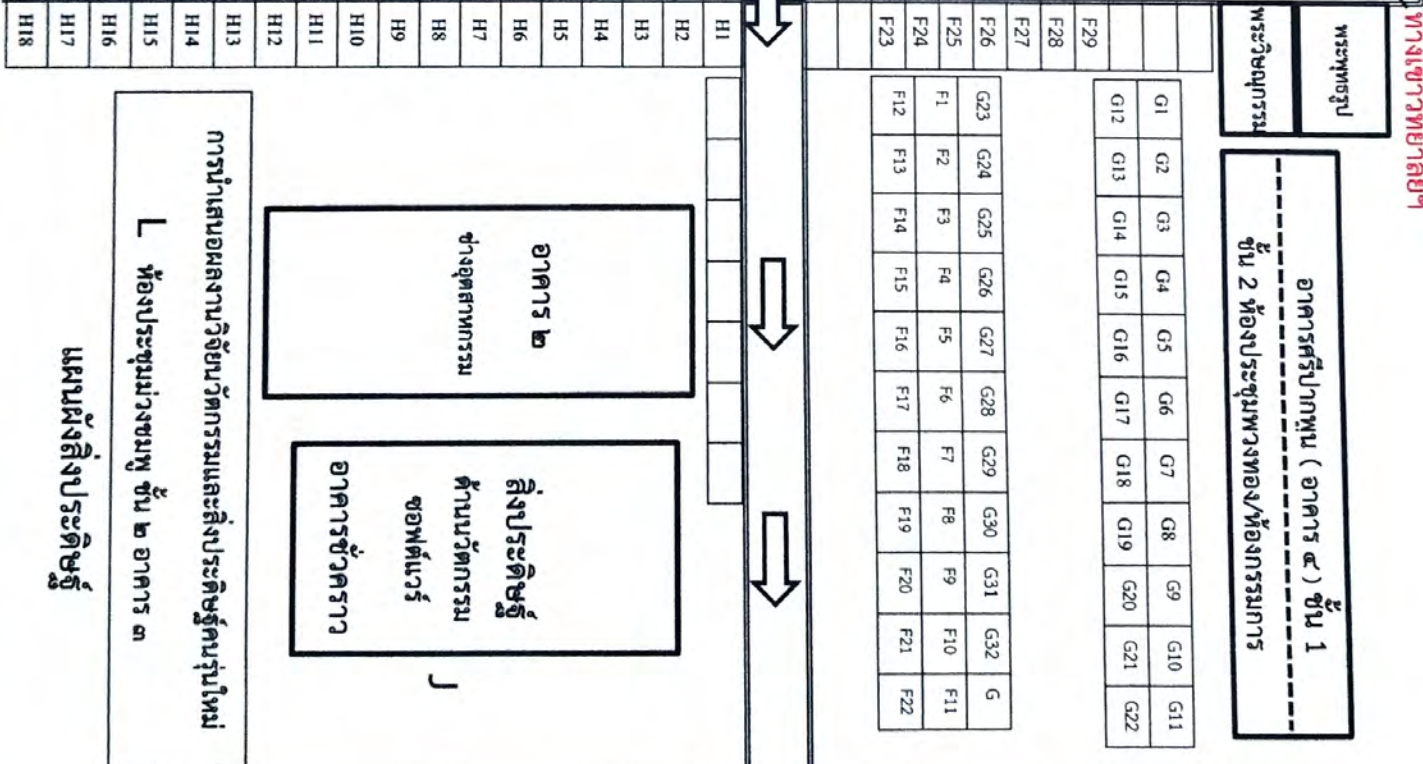 ทางเข้าวิทยาลัยฯ
พระพุทธรูป
พระวิษณุกรรม
อาคารศรีปากพูน ( อาคาร ๔ ) ชั้น 1
ชั้น 2 ห้องประชุมพวงทอง/ห้องกรรมการ
G1 G2 G3 G4 G5 G6 G7 G8 G9 G10 G11
G12 G13 G14 G15 G16 G17 G18 G19 G20 G21 G22
F29
F28
F27
F26
F25
F24
F23
G23 G24 G25 G26 G27 G28 G29 G30 G31 G32 G
F1 F2 F3 F4 F5 F6 F7 F8 F9 F10 F11
F12 F13 F14 F15 F16 F17 F18 F19 F20 F21 F22
H1
H2
H3
H4
H5
H6
H7
H8
H9
H10
H11
H12
H13
H14
H15
H16
H17
H18
อาคาร ๒
ช่างอุตสาหกรรม
สิ่งประดิษฐ์
ด้านนวัตกรรม
ซอฟต์แวร์
อาคารชั่วคราว
J
การนำเสนอผลงานวิจัยนวัตกรรมและสิ่งประดิษฐ์คนรุ่นใหม่
L ห้องประชุมม่วงชมพู ชั้น ๒ อาคาร ๓
แผนผังสิ่งประดิษฐ์